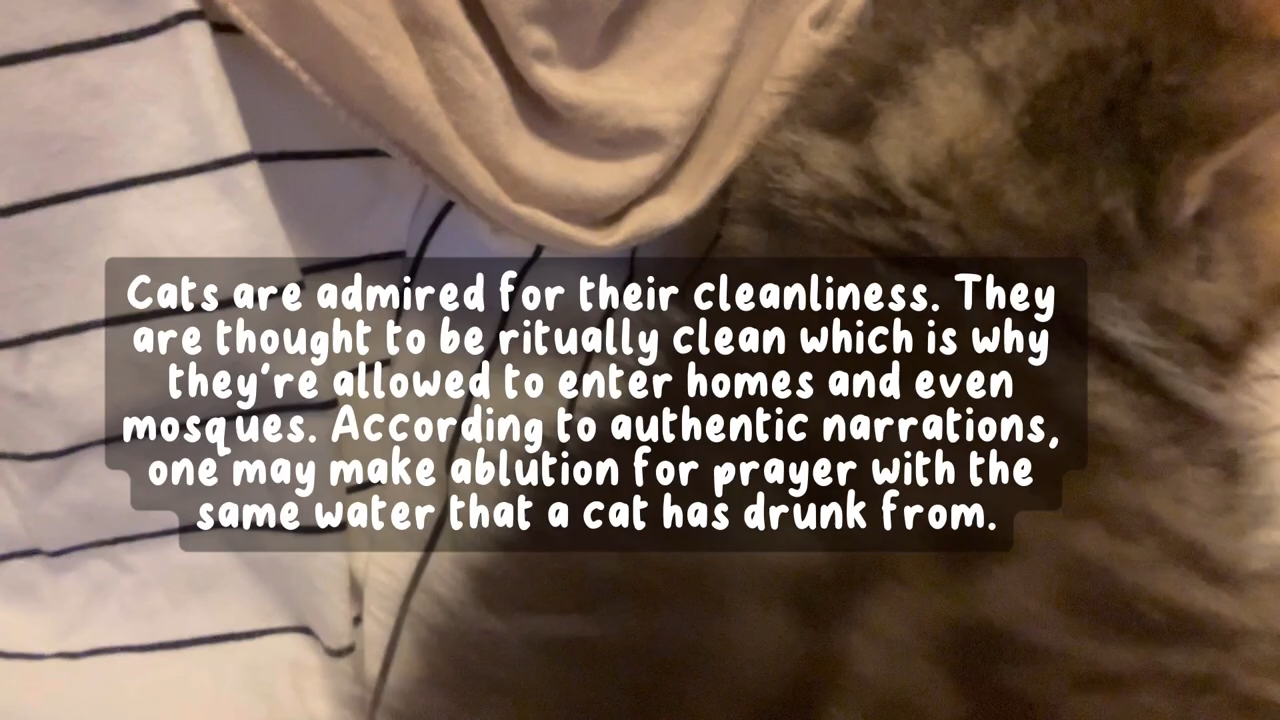 Cats are admired for their cleanliness. They
are thought to be ritually clean which is why
they're allowed to enter homes and even
mosques. According to authentic narrations,
one may make ablution for prayer with the
same water that a cat has drunk from.